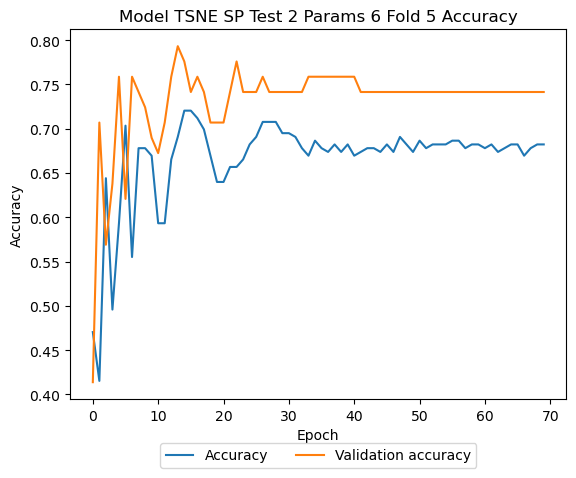 Model TSNE SP Test 2 Params 6 Fold 5 Accuracy
0.80
0.75
0.70
0.65
0.60
0.55
0.50
0.45
0.40
Accuracy
0 10 20 30 40 50 60 70
Epoch
Accuracy Validation accuracy